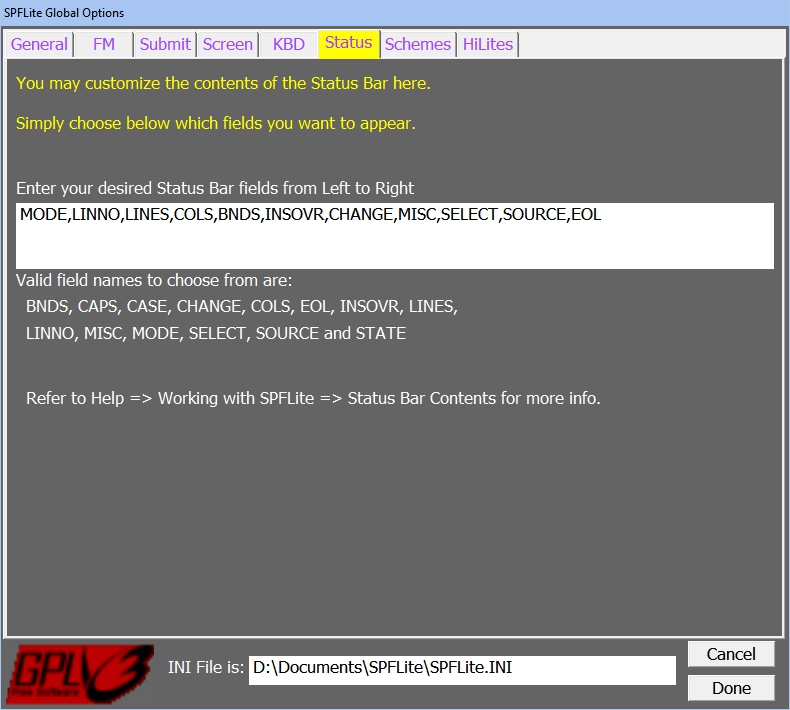 SPFLite Global Options
General FM Submit Screen KBD Status Schemes HiLites
You may customize the contents of the Status Bar here.
Simply choose below which fields you want to appear.
Enter your desired Status Bar fields from Left to Right
MODE,LINNO,LINES,COLS,BNDS,INSOVR,CHANGE,MISC,SELECT,SOURCE,EOL
Valid field names to choose from are:
BNDS, CAPS, CASE, CHANGE, COLS, EOL, INSOVR, LINES,
LINNO, MISC, MODE, SELECT, SOURCE and STATE
Refer to Help => Working with SPFLite => Status Bar Contents for more info.
GPLv3
Free Software
INI File is: D:\Documents\SPFLite\SPFLite.INI
Cancel
Done